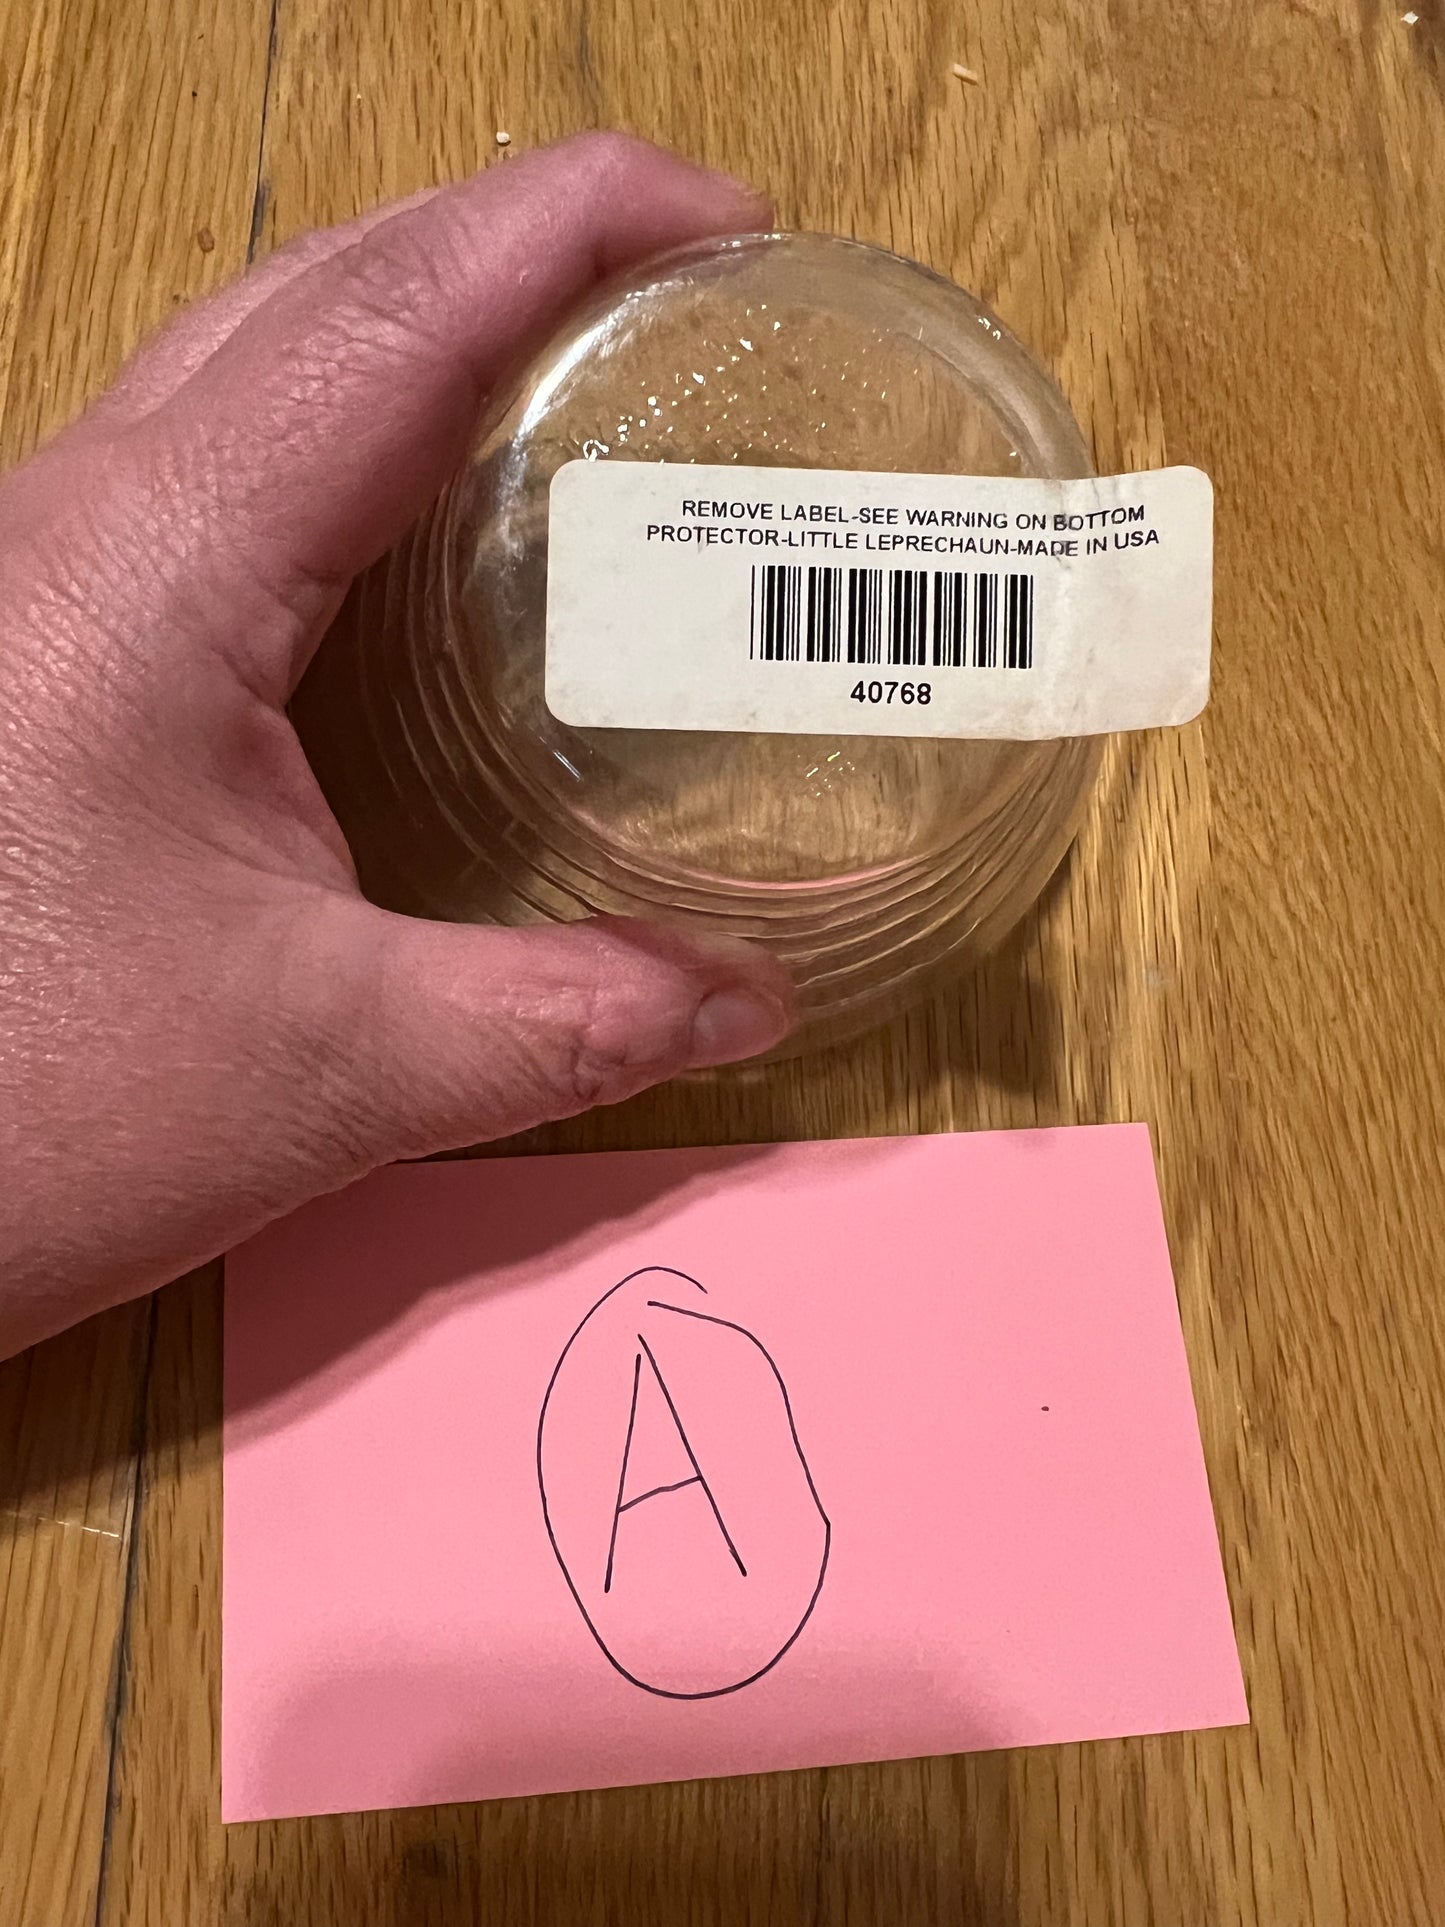 REMOVE LABEL-SEE WARNING ON BOTTOM
PROTECTOR-LITTLE LEPRECHAUN-MADE IN USA
40768
A